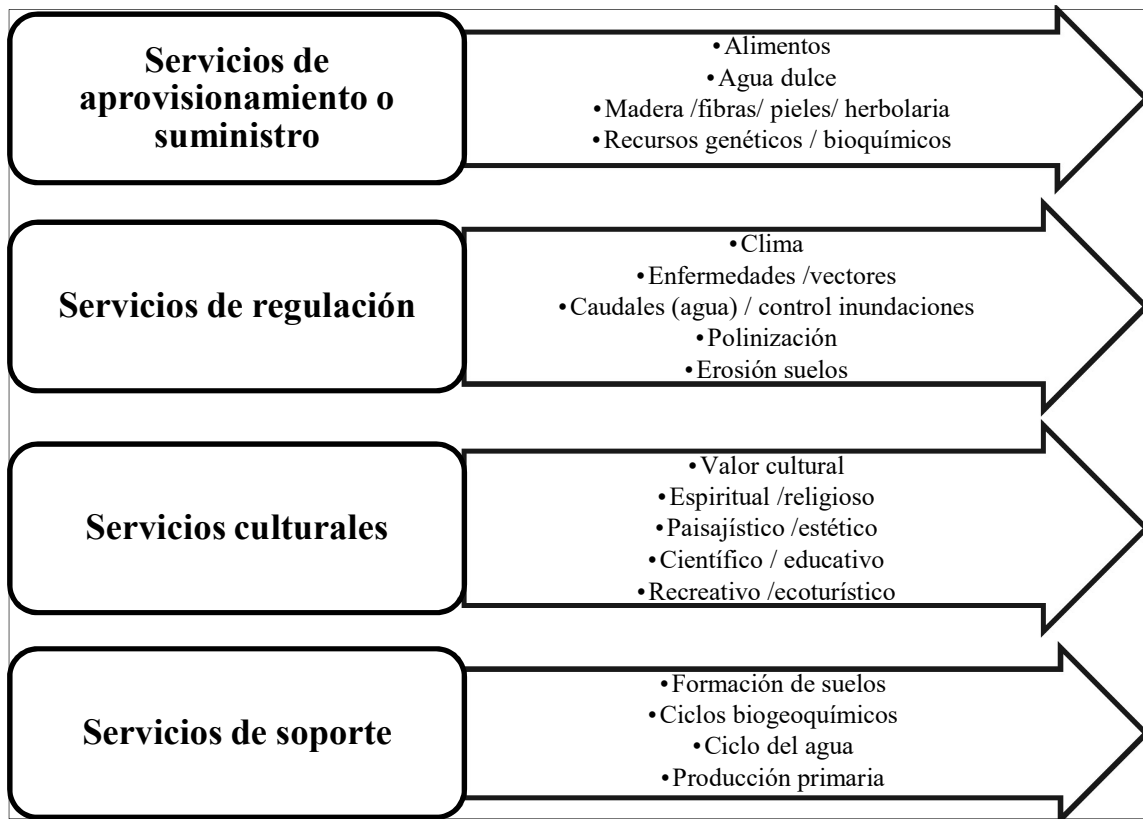 Servicios de
aprovisionamiento o
suministro
•Alimentos
•Agua dulce
•Madera /fibras/ pieles/ herbolaria
•Recursos genéticos / bioquímicos
Servicios de regulación
•Clima
•Enfermedades /vectores
•Caudales (agua) / control inundaciones
•Polinización
•Erosión suelos
Servicios culturales
•Valor cultural
•Espiritual /religioso
•Paisajístico /estético
•Científico / educativo
•Recreativo /ecoturístico
Servicios de soporte
•Formación de suelos
•Ciclos biogeoquímicos
•Ciclo del agua
•Producción primaria